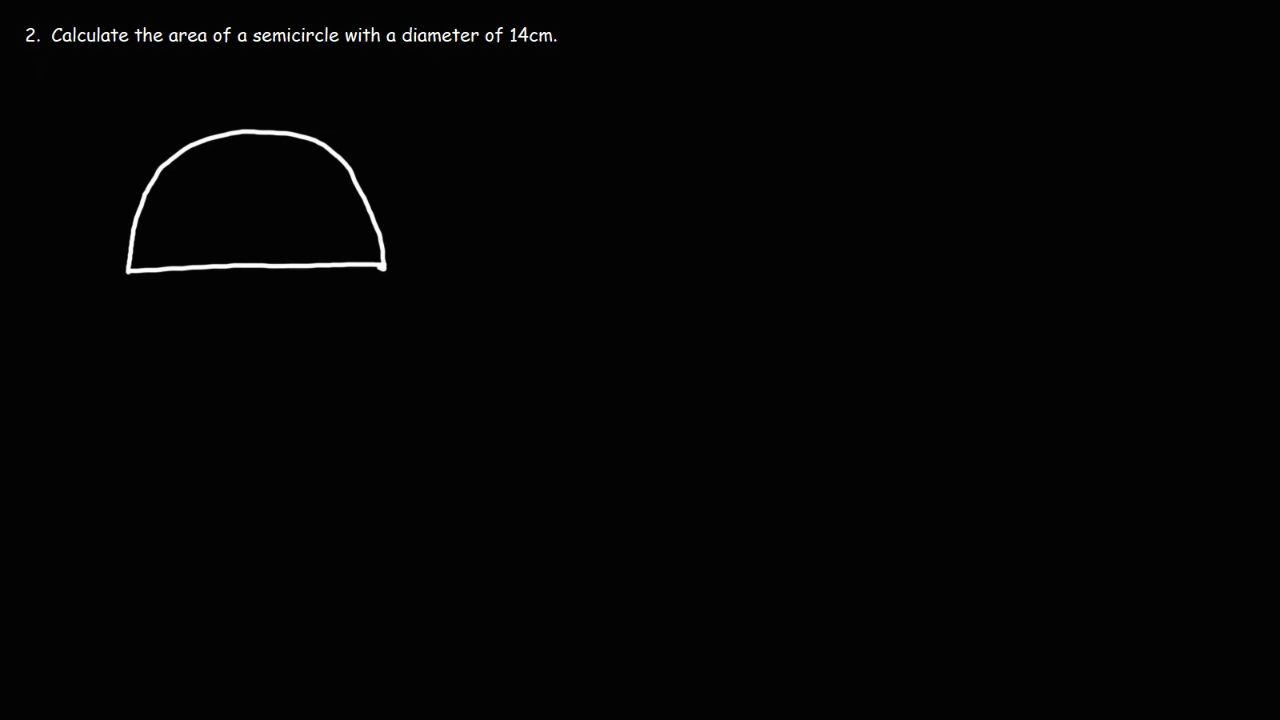 2. Calculate the area of a semicircle with a diameter of 14cm.